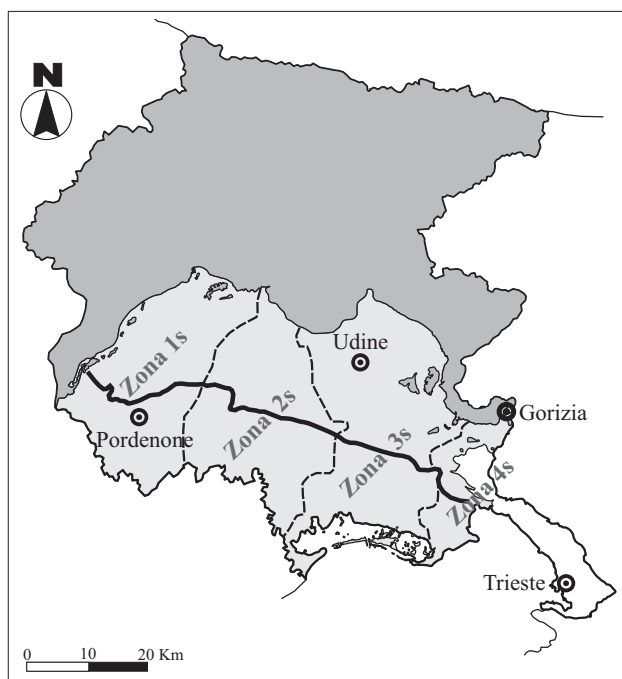 N
Zona 1s
Udine
Zona 2s
Gorizia
Pordenone
Zona 3s
Zona 4s
Trieste
0 10 20 Km